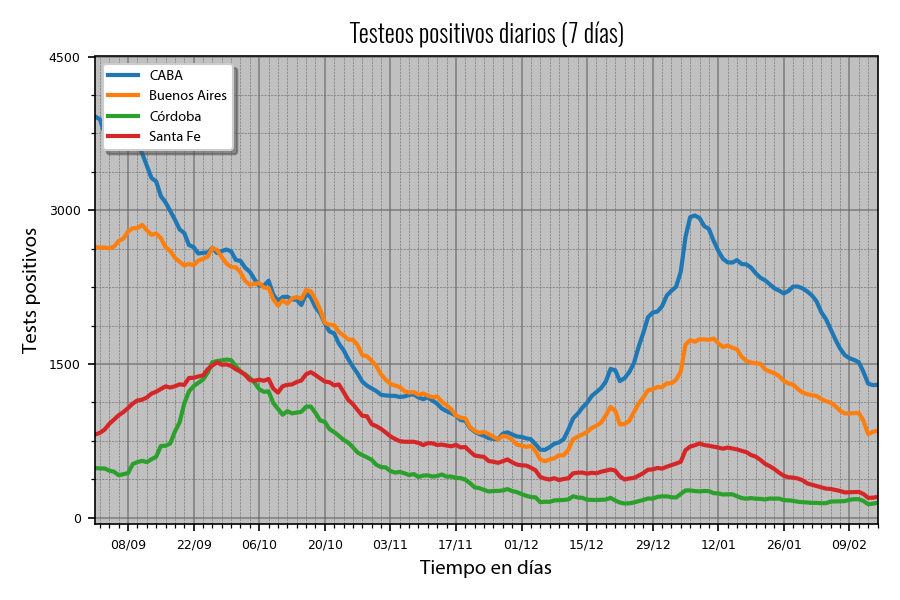 Testeos positivos diarios (7 días)
4500
3000
1500
0
Tests positivos
CABA
Buenos Aires
Córdoba
Santa Fe
08/09 22/09 06/10 20/10 03/11 17/11 01/12 15/12 29/12 12/01 26/01 09/02
Tiempo en días